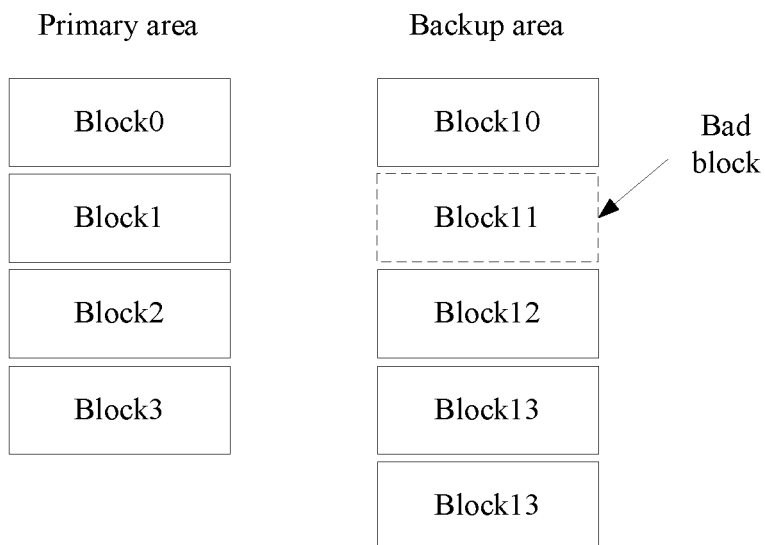 Primary area
Backup area
Block0
Block10
Bad
block
Block1
Block11
Block2
Block12
Block3
Block13
Block13